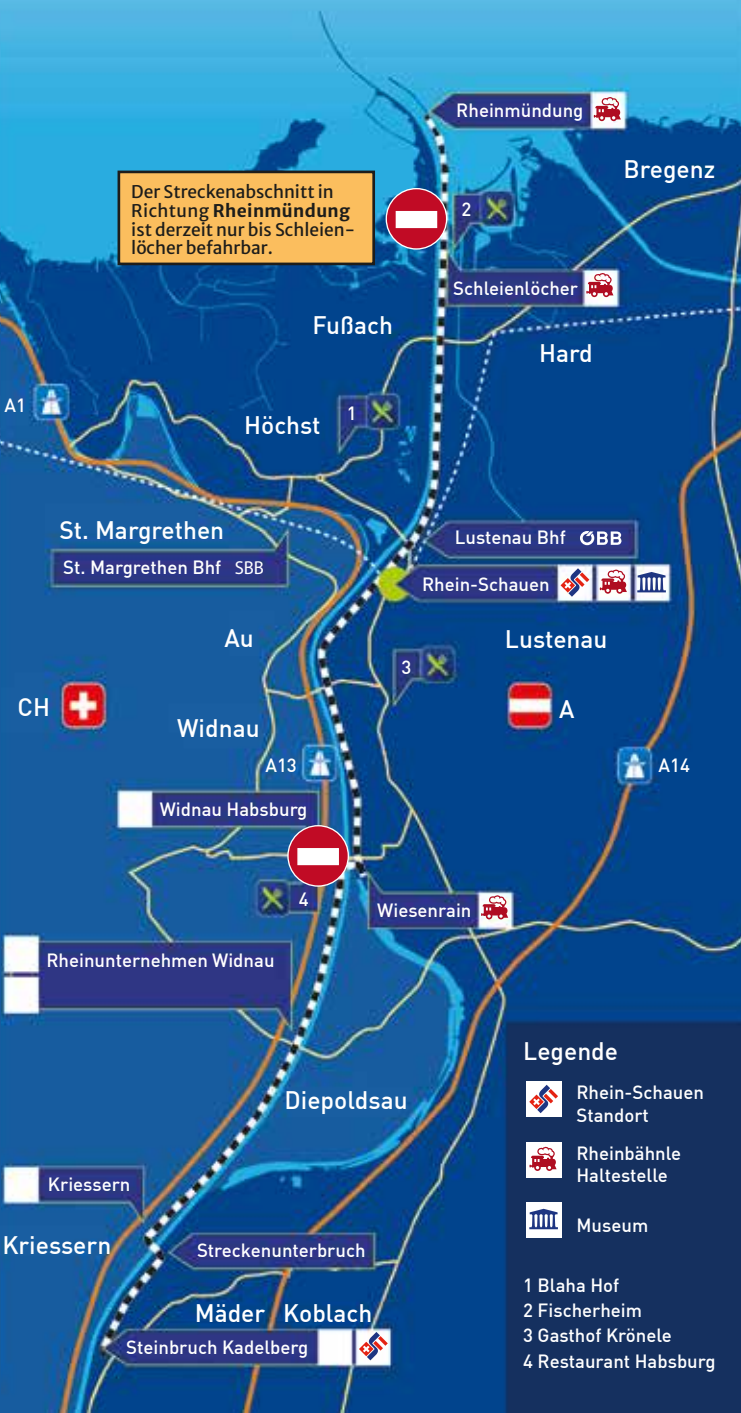 Rheinmündung
Bregenz
Der Streckenabschnitt in
Richtung Rheinmündung
ist derzeit nur bis Schleien-
löcher befahrbar.
2
Schleienlöcher
Fußach
Hard
A1
1
Höchst
St. Margrethen
Lustenau Bhf ÖBB
St. Margrethen Bhf SBB
Rhein-Schauen
Au
Lustenau
3
CH
A
Widnau
A13
A14
Widnau Habsburg
4
Wiesenrain
Rheinunternehmen Widnau
Diepoldsau
Kriessern
Kriessern
Streckenunterbruch
Mäder Koblach
Steinbruch Kadelberg
Legende
Rhein-Schauen
Standort
Rheinbähnle
Haltestelle
Museum
1 Blaha Hof
2 Fischerheim
3 Gasthof Krönele
4 Restaurant Habsburg